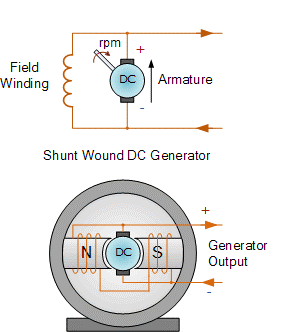 rpm
+
Field
Winding
DC
Armature
-
Shunt Wound DC Generator
+
N
DC
S
Generator
Output
-